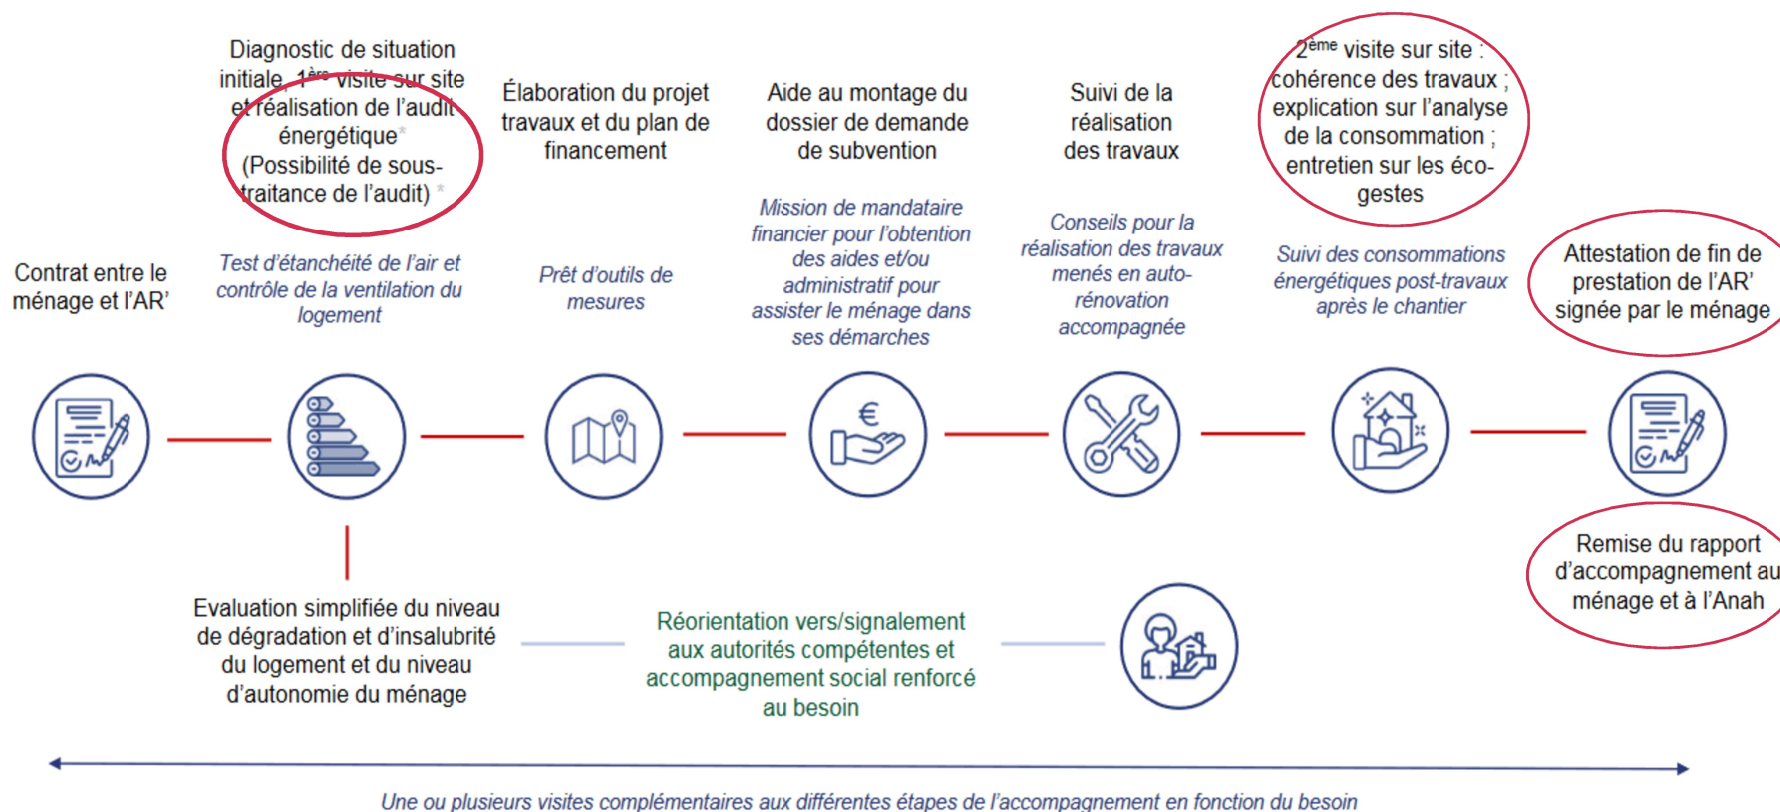 Contrat entre le
ménage et l'AR'
Diagnostic de situation
initiale, 1ère visite sur site
et réalisation de l'audit
énergétique*
(Possibilité de sous-
traitance de l'audit) *
Test d'étanchéité de l'air et
contrôle de la ventilation du
logement
Élaboration du projet
travaux et du plan de
financement
Prêt d'outils de
mesures
Aide au montage du
dossier de demande
de subvention
Mission de mandataire
financier pour l'obtention
des aides et/ou
administratif pour
assister le ménage dans
ses démarches
€
Suivi de la
réalisation
des travaux
Conseils pour la
réalisation des travaux
menés en auto-
rénovation
accompagnée
2ème visite sur site :
cohérence des travaux ;
explication sur l'analyse
de la consommation ;
entretien sur les éco-
gestes
Suivi des consommations
énergétiques post-travaux
après le chantier
Attestation de fin de
prestation de l'AR'
signée par le ménage
Remise du rapport
d'accompagnement au
ménage et à l'Anah
Evaluation simplifiée du niveau
de dégradation et d'insalubrité
du logement et du niveau
d'autonomie du ménage
Réorientation vers/signalement
aux autorités compétentes et
accompagnement social renforcé
au besoin
Une ou plusieurs visites complémentaires aux différentes étapes de l'accompagnement en fonction du besoin